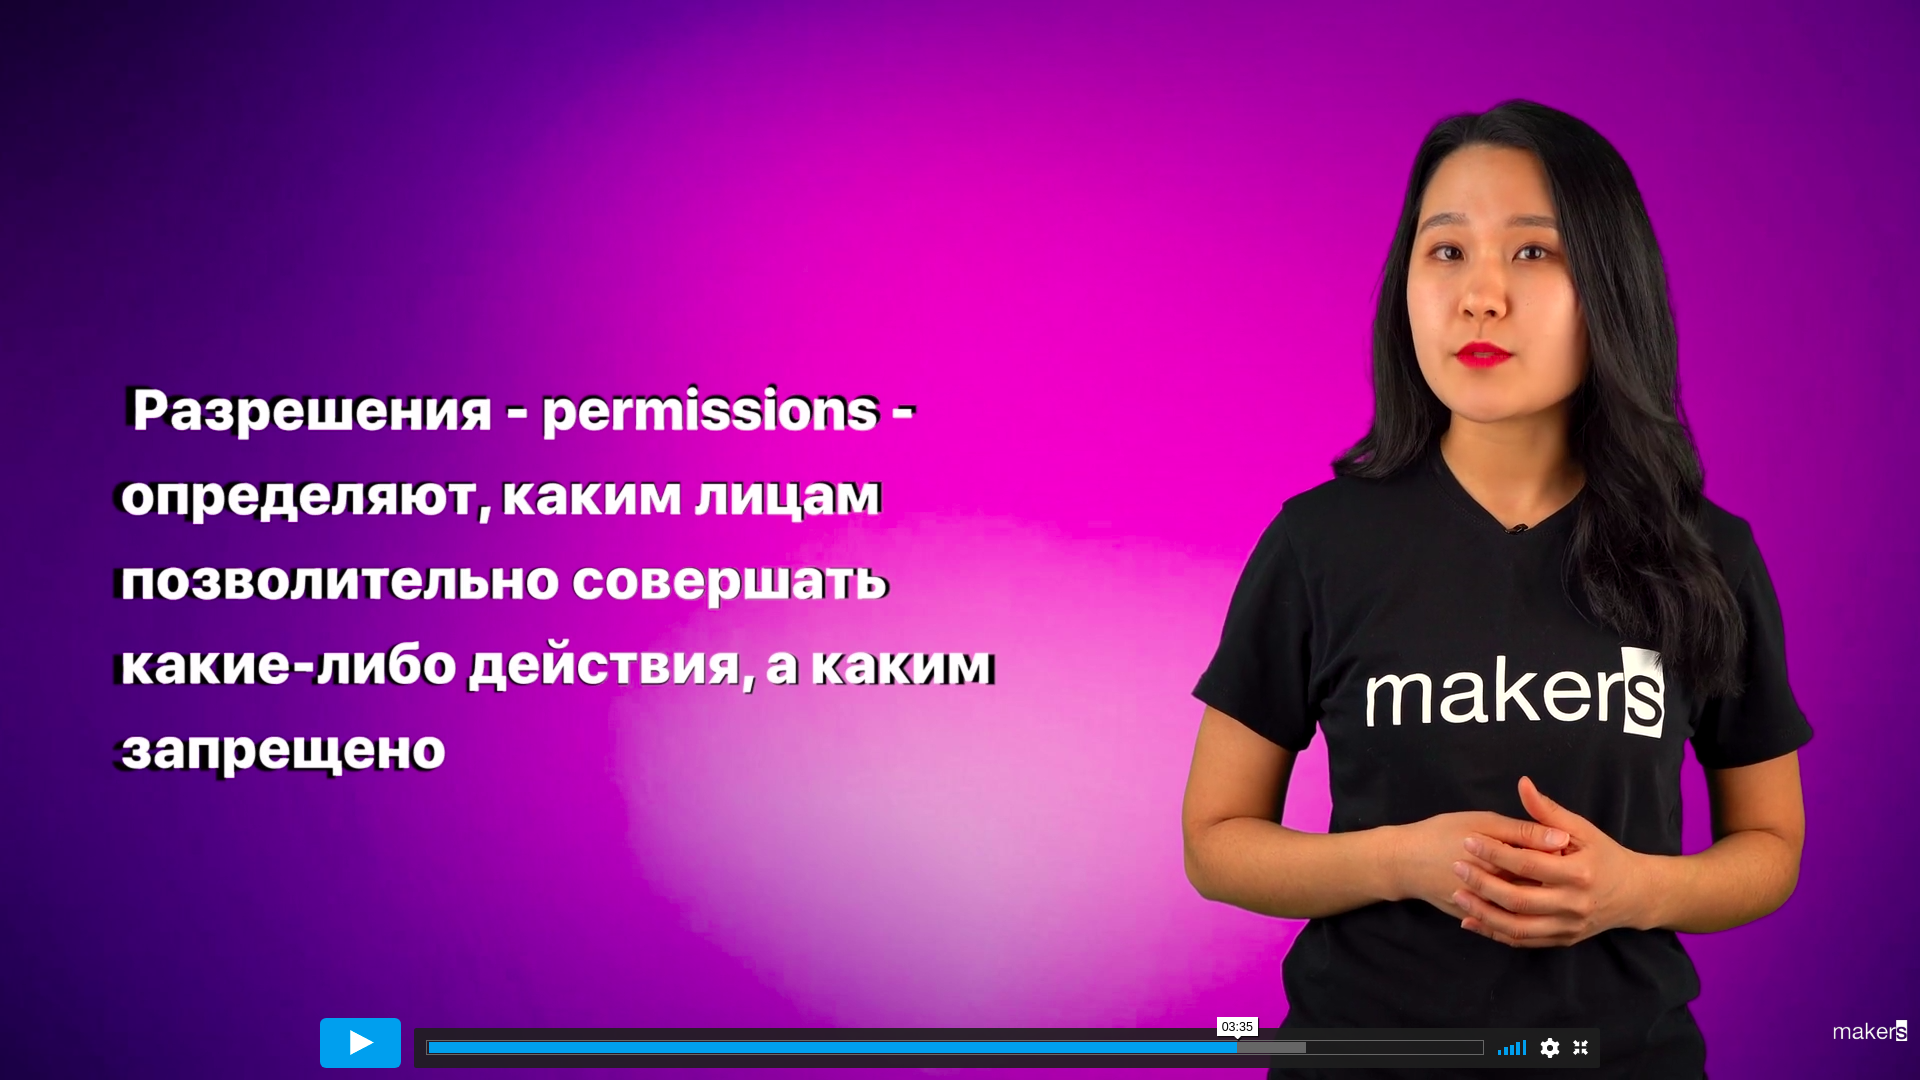 Разрешения - permissions -
определяют, каким лицам
позволительно совершать
какие-либо действия, а каким
запрещено
makers
03:35
makers